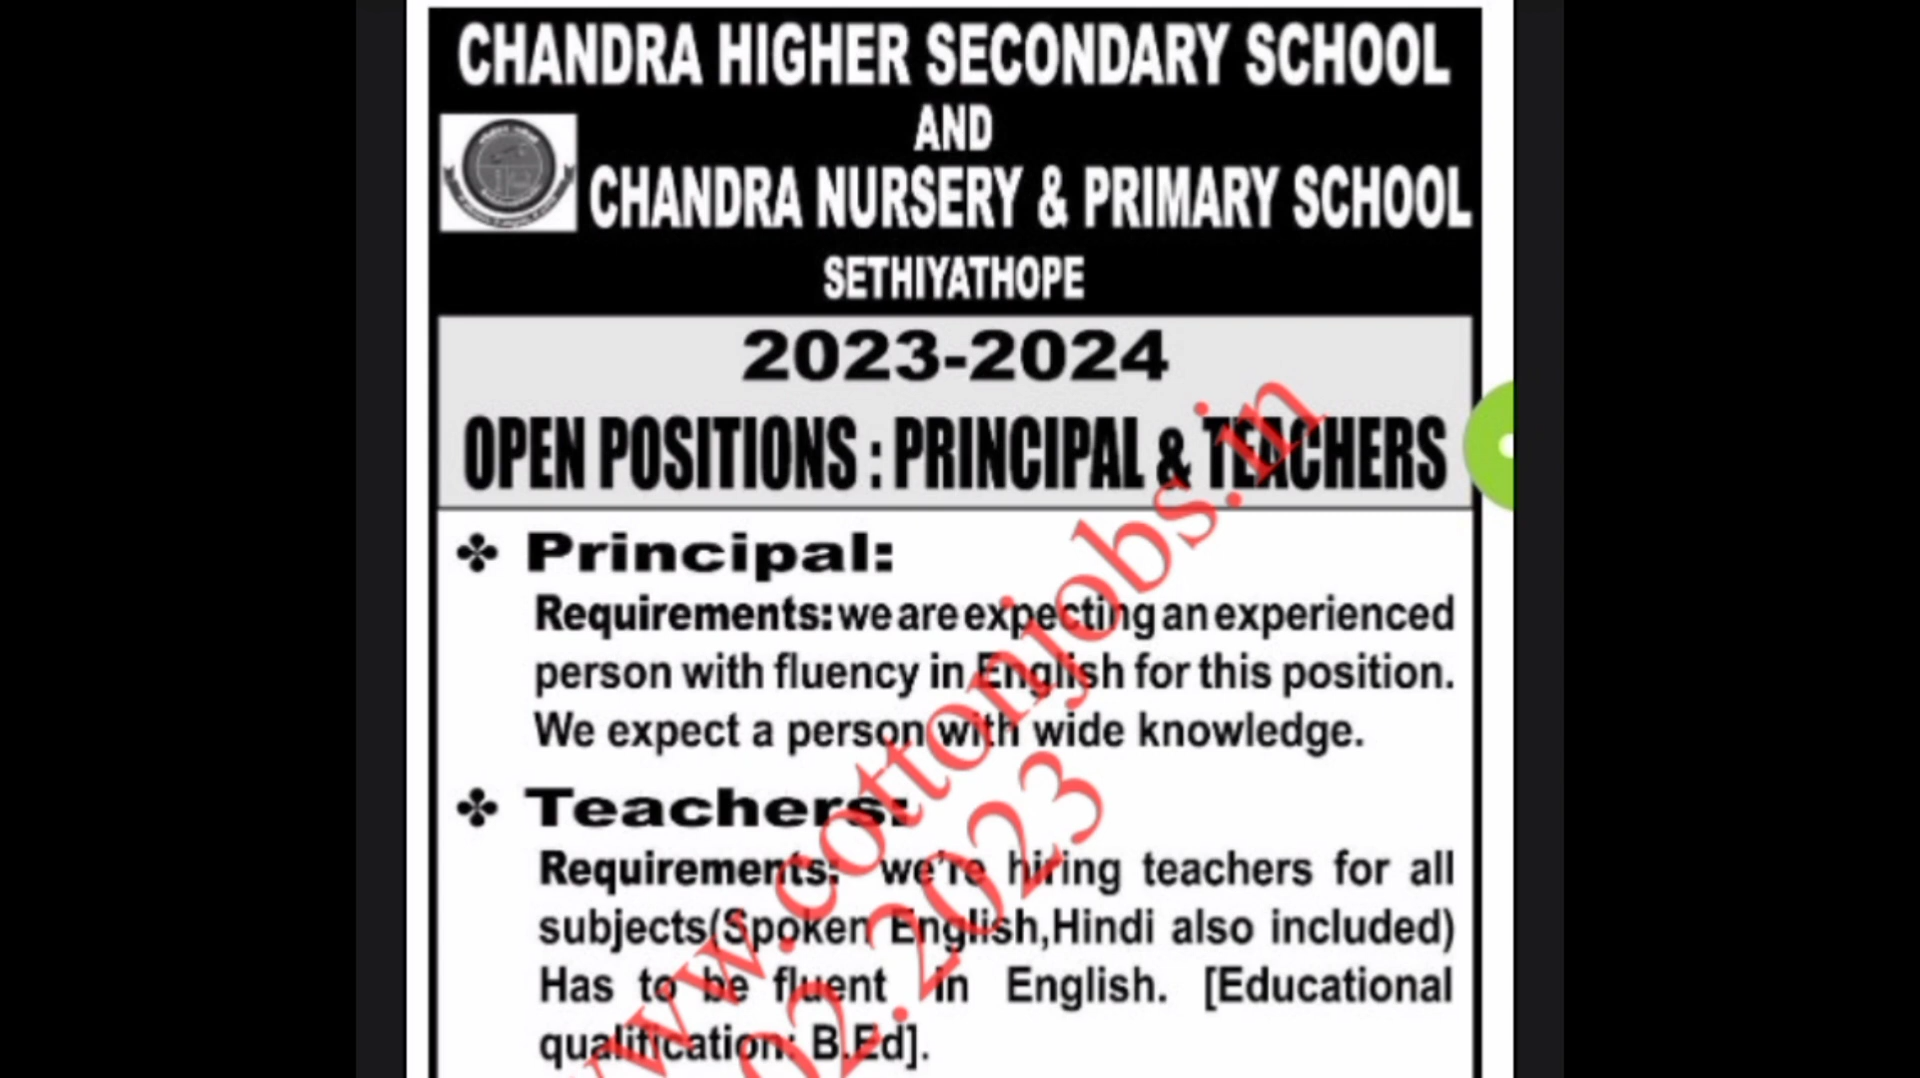 CHANDRA HIGHER SECONDARY SCHOOL
AND
CHANDRA NURSERY & PRIMARY SCHOOL
SETHIYATHOPE
2023-2024
OPEN POSITIONS : PRINCIPAL & TEACHERS
❖ Principal:
Requirements: we are expecting an experienced
person with fluency in English for this position.
We expect a person with wide knowledge.
❖ Teachers:
Requirements: we're hiring teachers for all
subjects(Spoken English,Hindi also included)
Has to be fluent in English. [Educational
qualification: B.Ed].
ww.cottonjobs.in
02.2023